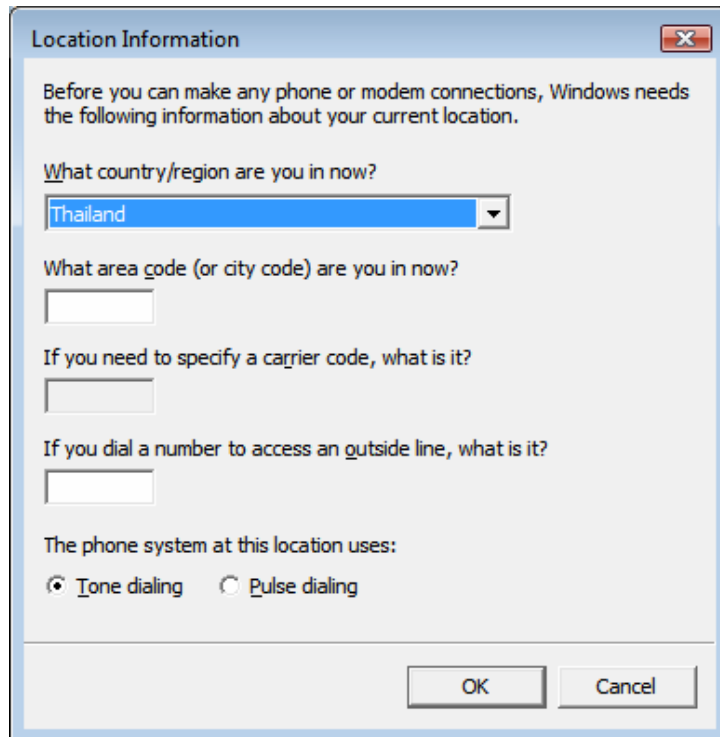 Location Information
Before you can make any phone or modem connections, Windows needs
the following information about your current location.
What country/region are you in now?
Thailand
What area code (or city code) are you in now?
If you need to specify a carrier code, what is it?
If you dial a number to access an outside line, what is it?
The phone system at this location uses:
Tone dialing Pulse dialing
OK Cancel